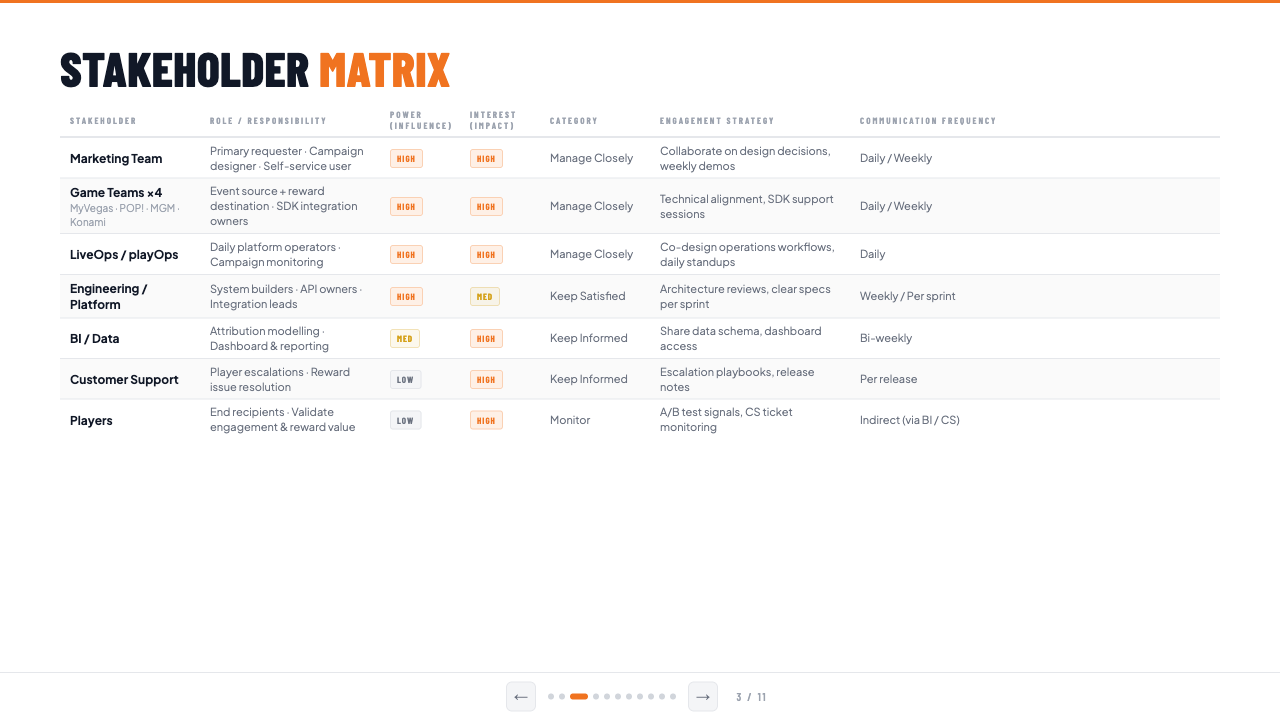 STAKEHOLDER MATRIX
STAKEHOLDER
ROLE / RESPONSIBILITY
POWER
(INFLUENCE)
INTEREST
(IMPACT)
CATEGORY
ENGAGEMENT STRATEGY
COMMUNICATION FREQUENCY
Marketing Team
Primary requester · Campaign
designer · Self-service user
HIGH
HIGH
Manage Closely
Collaborate on design decisions,
weekly demos
Daily / Weekly
Game Teams ×4
MyVegas · POP! · MGM ·
Konami
Event source + reward
destination · SDK integration
owners
HIGH
HIGH
Manage Closely
Technical alignment, SDK support
sessions
Daily / Weekly
LiveOps / playOps
Daily platform operators ·
Campaign monitoring
HIGH
HIGH
Manage Closely
Co-design operations workflows,
daily standups
Daily
Engineering /
Platform
System builders · API owners ·
Integration leads
HIGH
MED
Keep Satisfied
Architecture reviews, clear specs
per sprint
Weekly / Per sprint
BI / Data
Attribution modelling ·
Dashboard & reporting
MED
HIGH
Keep Informed
Share data schema, dashboard
access
Bi-weekly
Customer Support
Player escalations · Reward
issue resolution
LOW
HIGH
Keep Informed
Escalation playbooks, release
notes
Per release
Players
End recipients · Validate
engagement & reward value
LOW
HIGH
Monitor
A/B test signals, CS ticket
monitoring
Indirect (via BI / CS)
← → 3 / 11